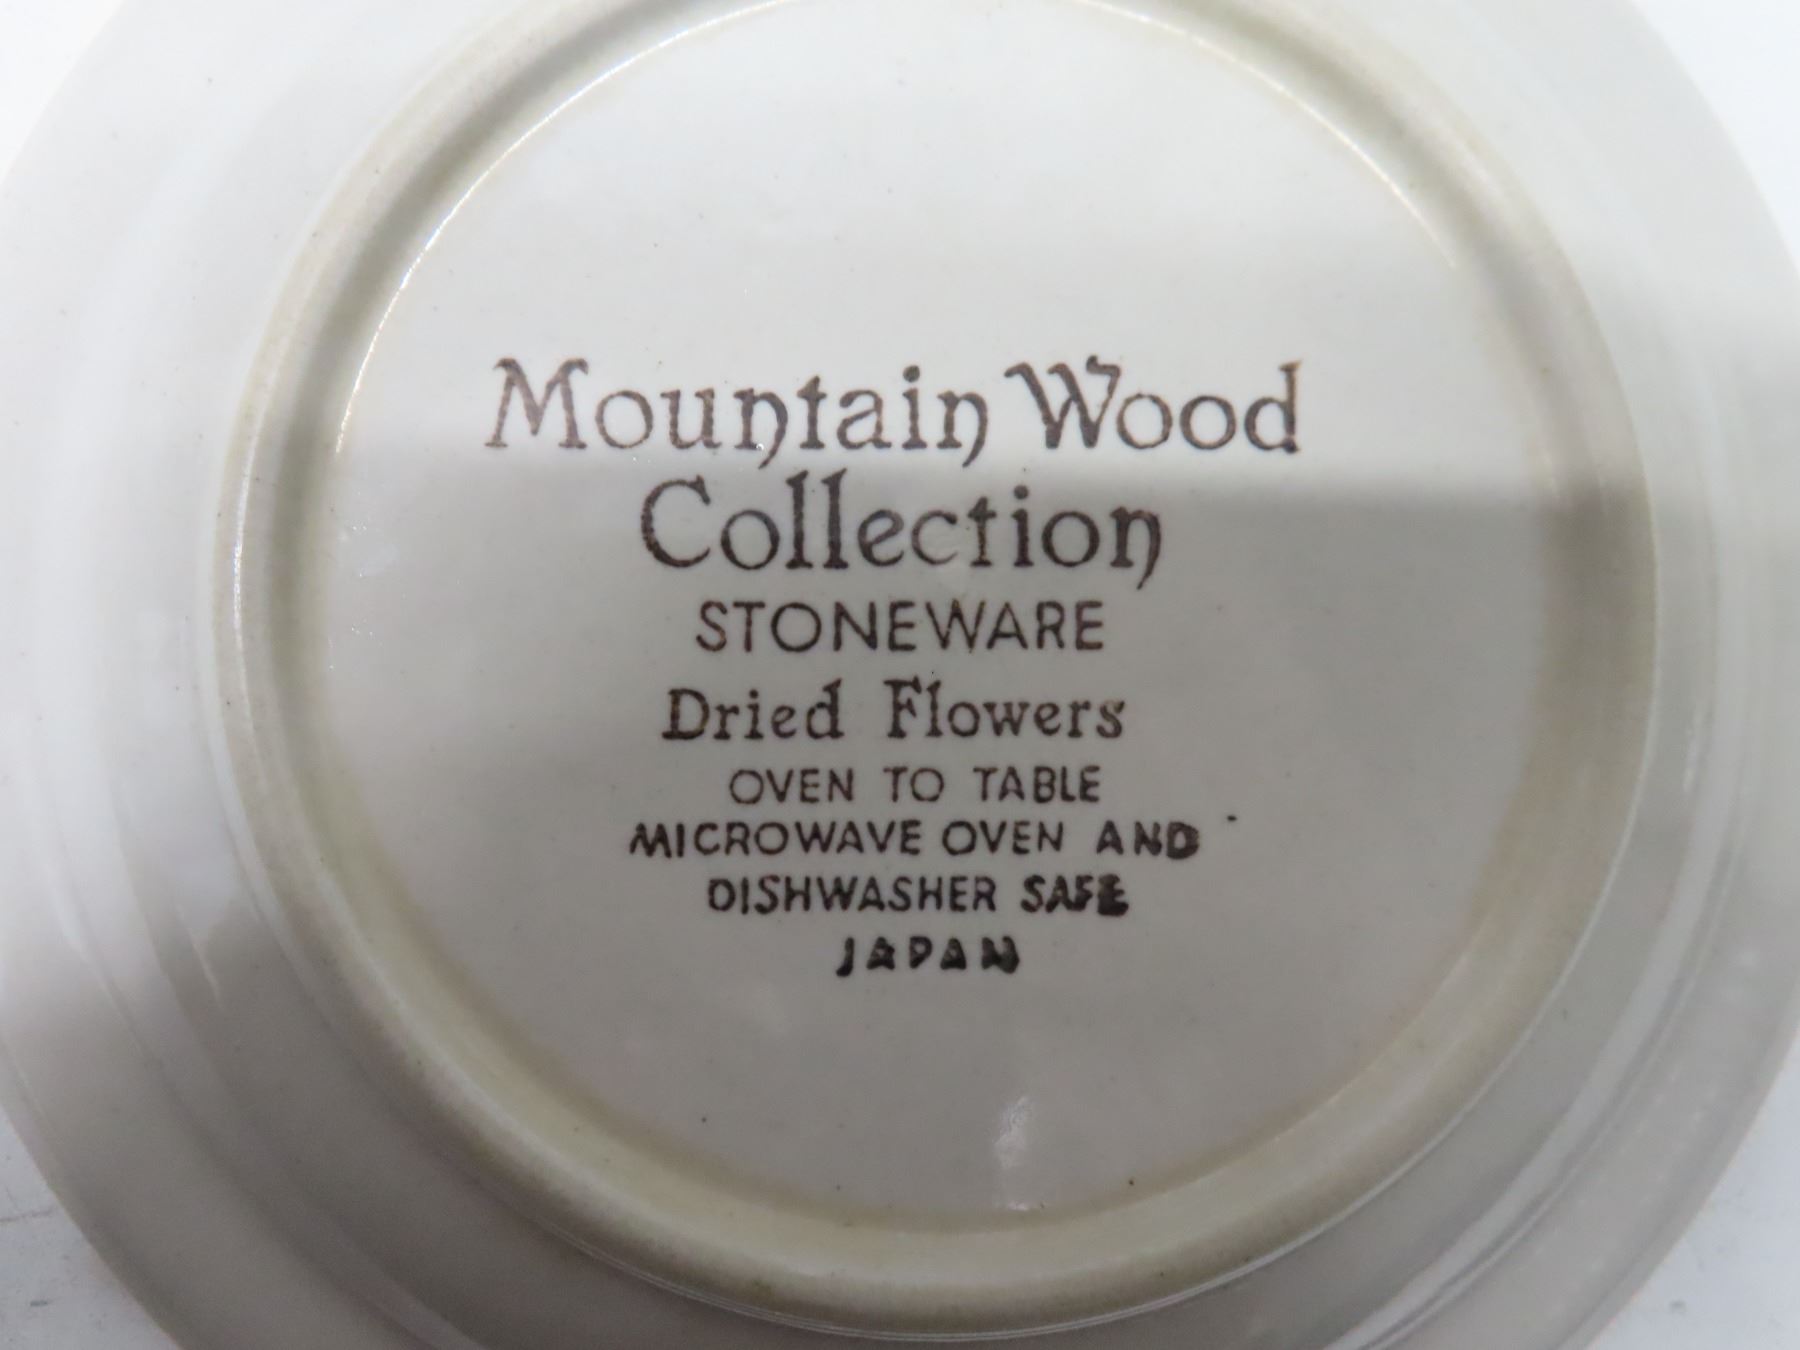 Mountain Wood
Collection
STONEWARE
Dried Flowers
OVEN TO TABLE
MICROWAVE OVEN AND
DISHWASHER SAFE
JAPAN